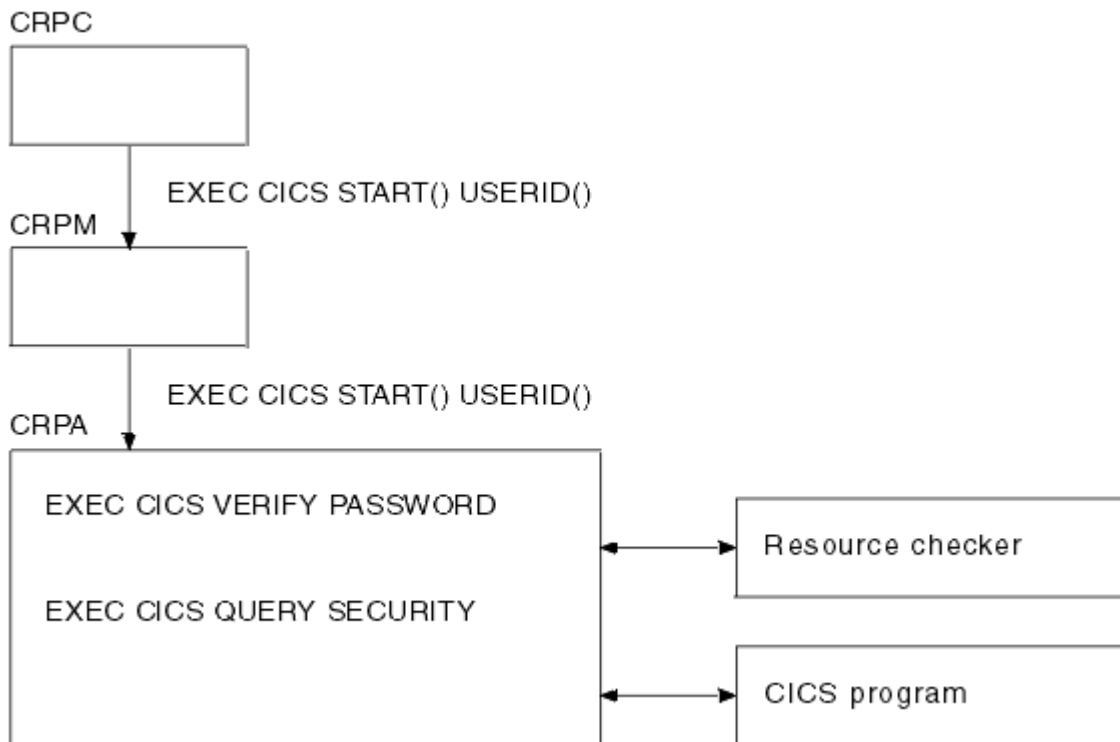 CRPC
EXEC CICS START() USERID()
CRPM
EXEC CICS START() USERID()
CRPA
EXEC CICS VERIFY PASSWORD
Resource checker
EXEC CICS QUERY SECURITY
CICS program